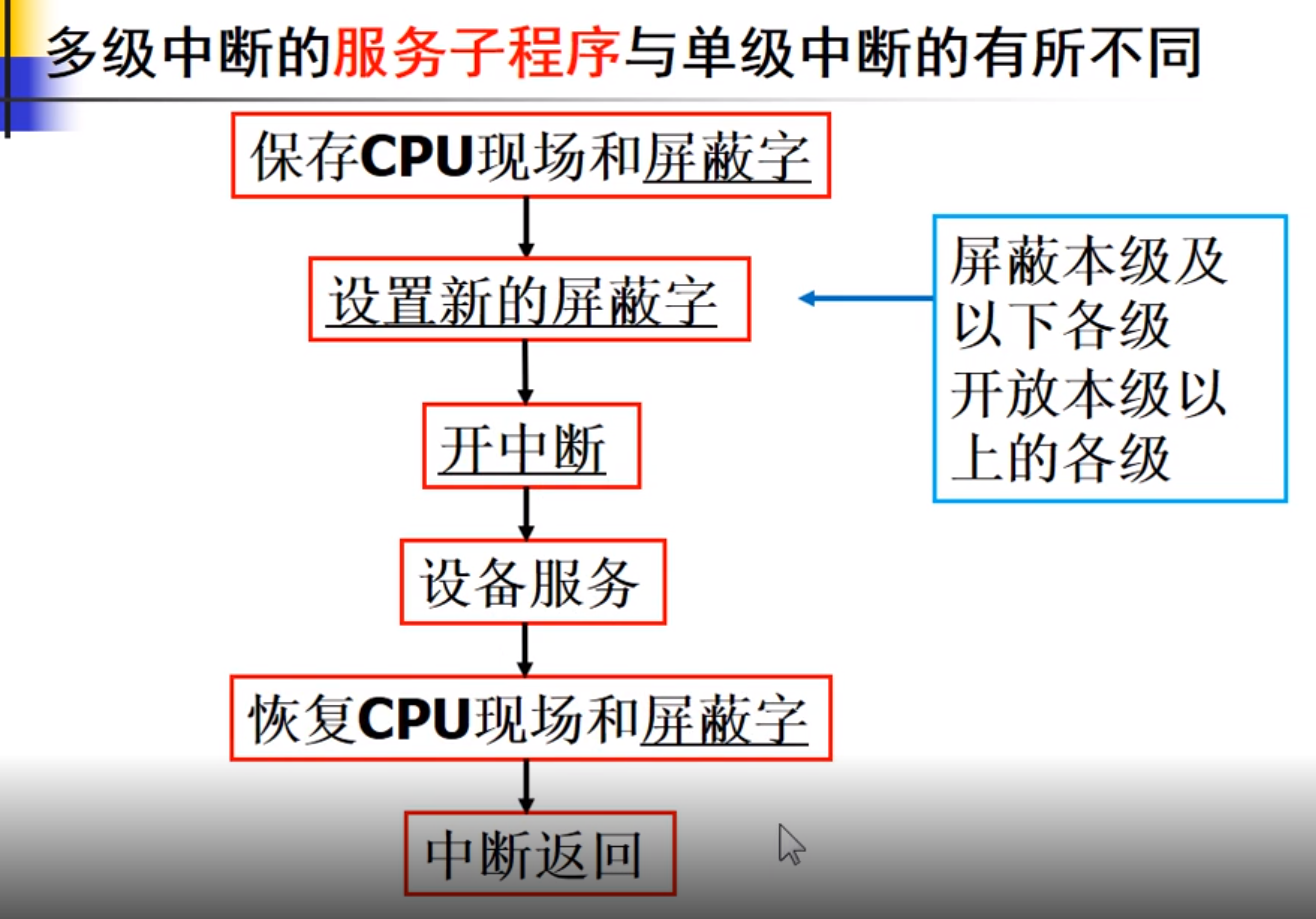 多级中断的服务子程序与单级中断的有所不同
保存CPU现场和屏蔽字
设置新的屏蔽字
屏蔽本级及
以下各级
开放本级以
上的各级
开中断
设备服务
恢复CPU现场和屏蔽字
中断返回